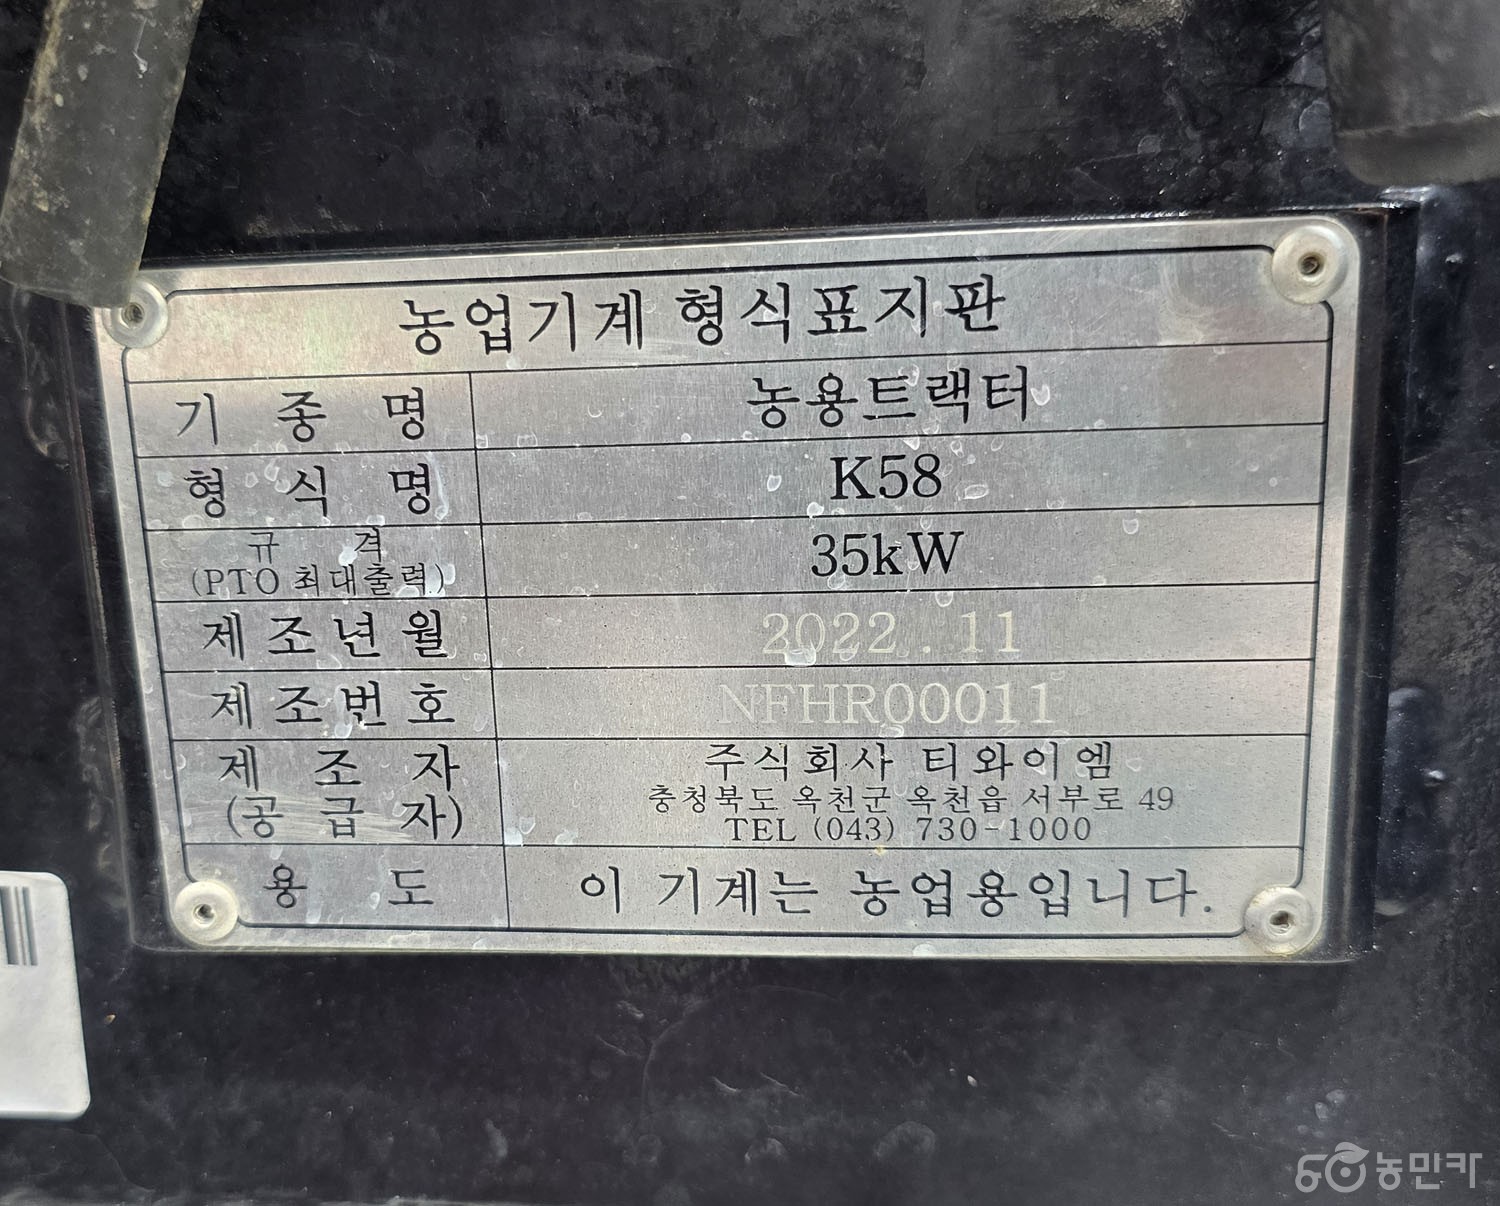 농업기계 형식표지판
기종명 농용트랙터
형식명 K58
규격 35kW
(PTO 최대출력)
제조년월 2022.11
제조번호 NFHR00011
제조자 주식회사 티와이엠
(공급자) 충청북도 옥천군 옥천읍 서부로 49
TEL (043) 730-1000
용도 이 기계는 농업용입니다.
농민카